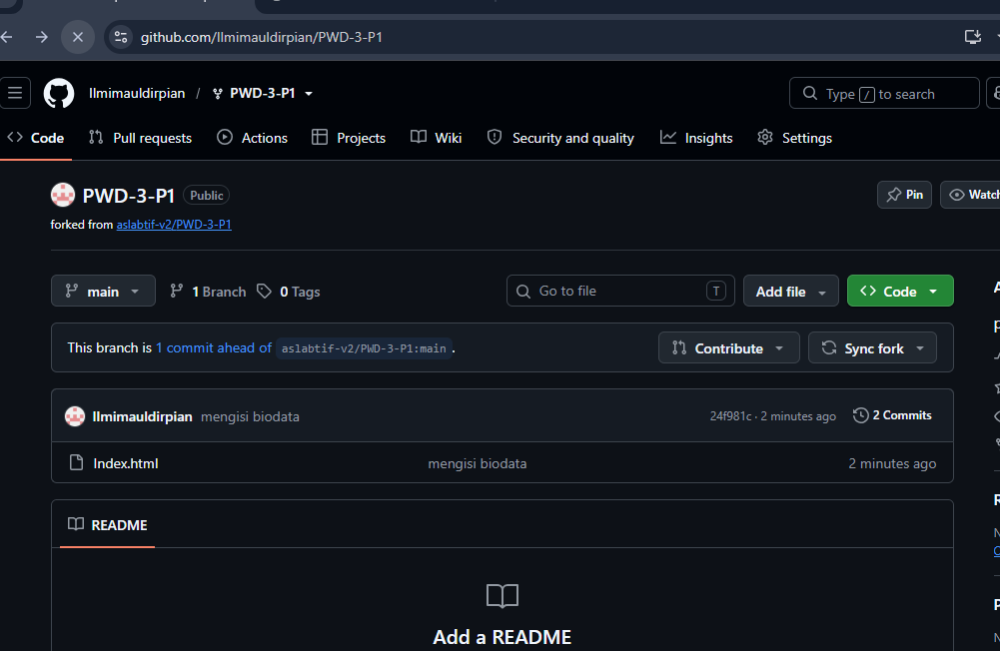 github.com/Ilmimauldirpian/PWD-3-P1
Ilmimauldirpian / PWD-3-P1
Type / to search
Code Pull requests Actions Projects Wiki Security and quality Insights Settings
PWD-3-P1 Public
Pin Watch
forked from aslabtif-v2/PWD-3-P1
main 1 Branch 0 Tags
Go to file T
Add file Code
This branch is 1 commit ahead of aslabtif-v2/PWD-3-P1:main .
Contribute Sync fork
Ilmimauldirpian mengisi biodata 24f981c · 2 minutes ago 2 Commits
Index.html mengisi biodata 2 minutes ago
README
Add a README